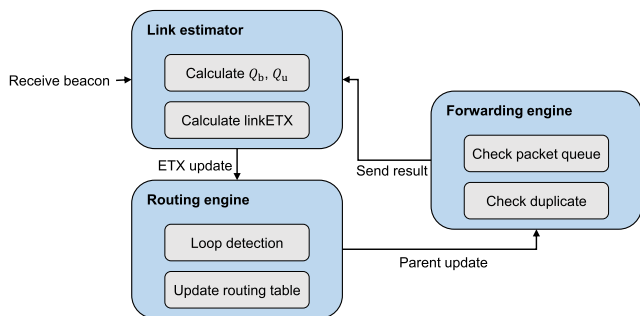 Link estimator
Calculate Q_b, Q_u
Receive beacon
Calculate linkETX
Forwarding engine
Check packet queue
ETX update
Send result
Check duplicate
Routing engine
Loop detection
Parent update
Update routing table